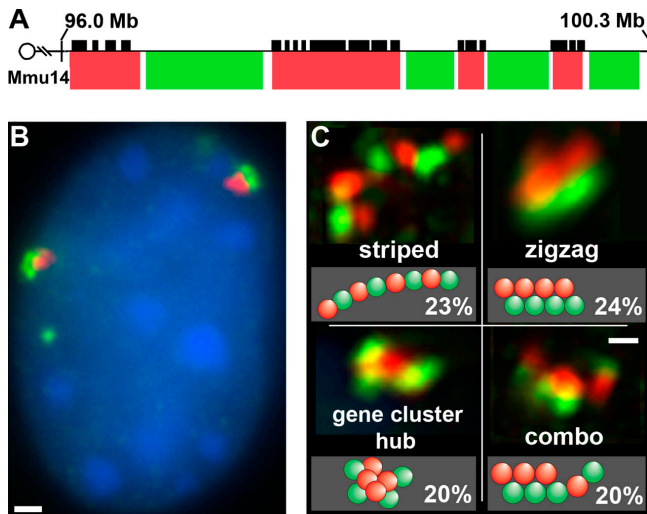 A
96.0 Mb
100.3 Mb
Mmu14
B
C
striped
zigzag
23%
24%
gene cluster
hub
combo
20%
20%